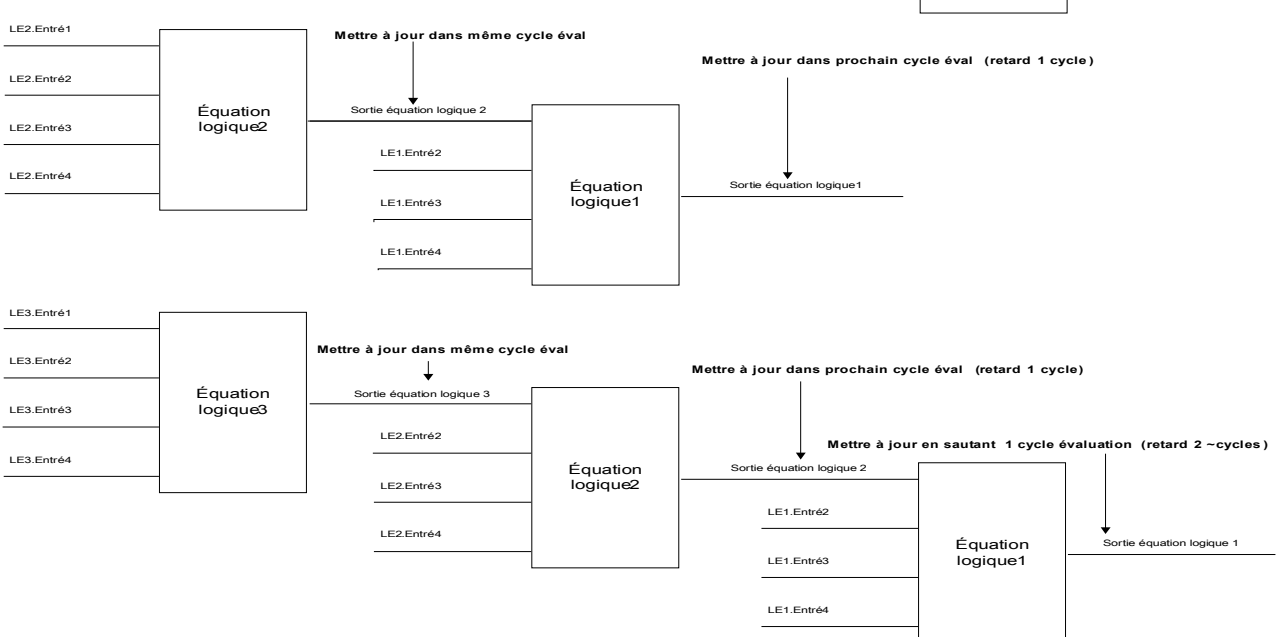 LE2.Entré1
Mettre à jour dans même cycle éval
Mettre à jour dans prochain cycle éval (retard 1 cycle)
LE2.Entré2
Équation
logique2
Sortie équation logique 2
LE2.Entré3
LE1.Entré2
LE2.Entré4
Équation
logique1
Sortie équation logique1
LE1.Entré3
LE1.Entré4
LE3.Entré1
Mettre à jour dans même cycle éval
LE3.Entré2
Mettre à jour dans prochain cycle éval (retard 1 cycle)
Équation
logique3
Sortie équation logique 3
LE3.Entré3
LE2.Entré2
Mettre à jour en sautant 1 cycle évaluation (retard 2 ~cycles)
LE3.Entré4
Équation
logique2
Sortie équation logique 2
LE2.Entré3
LE1.Entré2
LE2.Entré4
Équation
logique1
Sortie équation logique 1
LE1.Entré3
LE1.Entré4